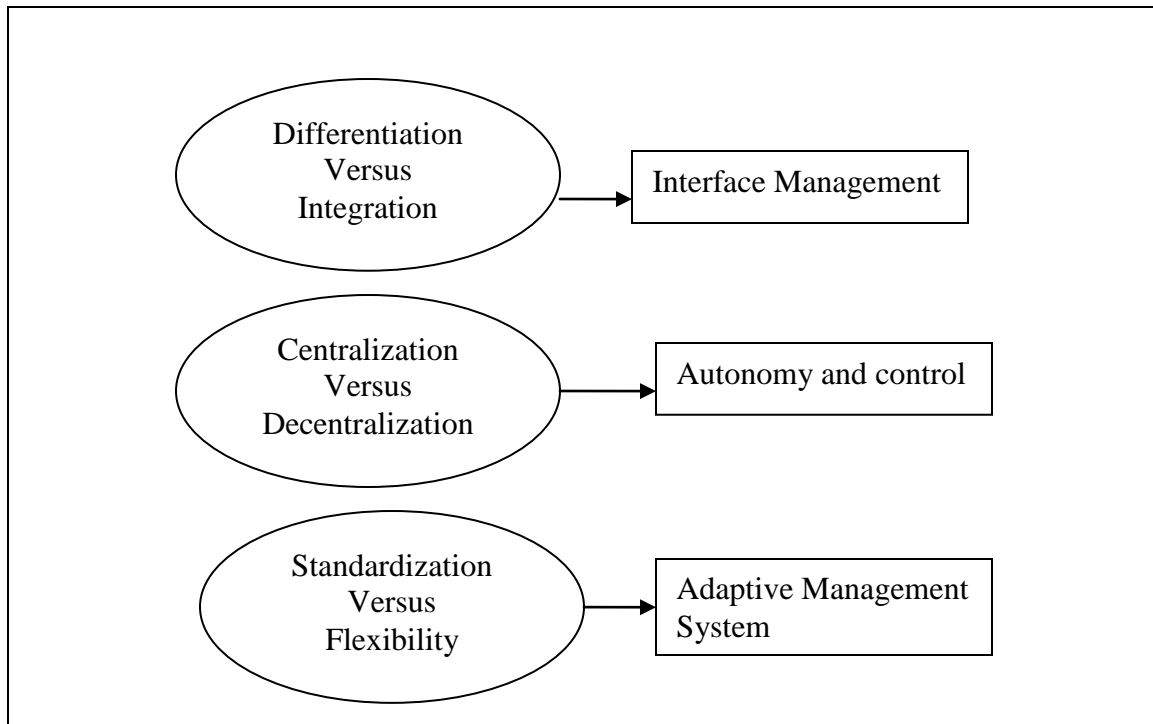 Differentiation
Versus
Integration
Interface Management
Centralization
Versus
Decentralization
Autonomy and control
Standardization
Versus
Flexibility
Adaptive Management
System